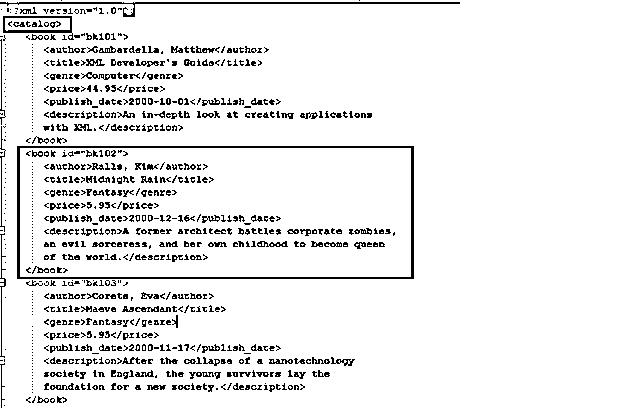 <?xml version="1.0"?>
<catalog>
<book id="bk101">
<author>Gambardella, Matthew</author>
<title>XML Developer's Guide</title>
<genre>Computer</genre>
<price>44.95</price>
<publish_date>2000-10-01</publish_date>
<description>An in-depth look at creating applications
with XML.</description>
</book>
<book id="bk102">
<author>Ralls, Kim</author>
<title>Midnight Rain</title>
<genre>Fantasy</genre>
<price>5.95</price>
<publish_date>2000-12-16</publish_date>
<description>A former architect battles corporate zombies,
an evil sorceress, and her own childhood to become queen
of the world.</description>
</book>
<book id="bk103">
<author>Corets, Eva</author>
<title>Maeve Ascendant</title>
<genre>Fantasy</genre>
<price>5.95</price>
<publish_date>2000-11-17</publish_date>
<description>After the collapse of a nanotechnology
society in England, the young survivors lay the
foundation for a new society.</description>
</book>